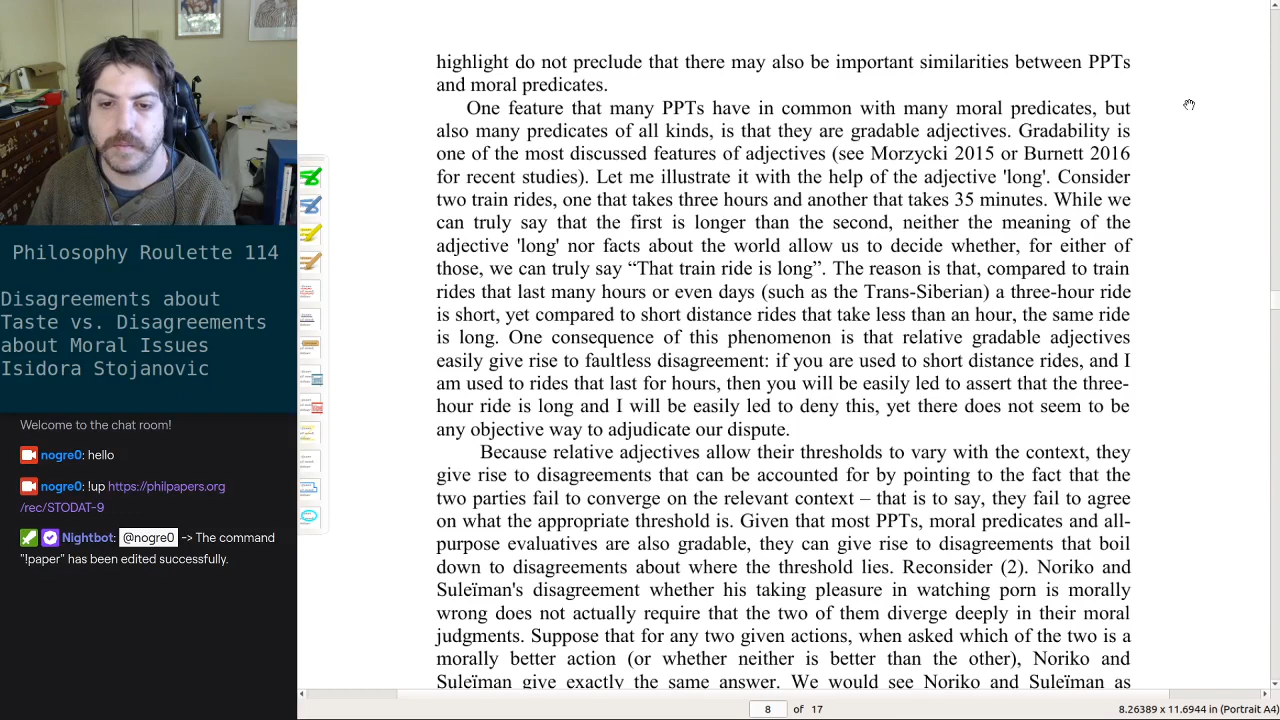 highlight do not preclude that there may also be important similarities between PPTs
and moral predicates.
One feature that many PPTs have in common with many moral predicates, but
also many predicates of all kinds, is that they are gradable adjectives. Gradability is
one of the most discussed features of adjectives (see Morzycki 2015 or Burnett 2016
for recent studies). Let me illustrate it with the help of the adjective 'long'. Consider
two train rides, one that takes three hours and another that takes 35 minutes. While we
can truly say that the first is longer than the second, neither the meaning of the
adjective 'long' nor facts about the world allow us to decide whether for either of
those, we can truly say “That train ride is long”. The reason is that, compared to train
rides that last many hours or even days (such as the Trans-Sibirian), a three-hour ride
is short, yet compared to short distance rides that take less than an hour, the same ride
is long. One consequence of this is that the so-called relative gradable adjectives
easily give rise to faultless disagreement: if you are used to short distance rides, and I
am used to rides that last many hours, then you will be easily led to assert that the three-
hour ride is long, and I will be easily led to deny this, yet there does not seem to be
any objective way to adjudicate our dispute.
Because relative adjectives allow their thresholds to vary with the context, they
give rise to disagreements that can be accounted for by pointing to the fact that the
two parties fail to converge on the relevant context – that is to say, they fail to agree
on what the appropriate threshold is. Given that most PPTs, moral predicates and all-
purpose evaluatives are also gradable, they can give rise to disagreements that boil
down to disagreements about where the threshold lies. Reconsider (2). Noriko and
Suleïman's disagreement whether his taking pleasure in watching porn is morally
wrong does not actually require that the two of them diverge deeply in their moral
judgments. Suppose that for any two given actions, when asked which of the two is a
morally better action (or whether neither is better than the other), Noriko and
Suleïman give exactly the same answer. We would see Noriko and Suleïman as
Philosophy Roulette 114
Disagreements about
Taste vs. Disagreements
about Moral Issues
Isidora Stojanovic
Welcome to the chat room!
nogre0: hello
nogre0: !up https://philpapers.org
/rec/STODAT-9
Nightbot: @nogre0 -> The command
"paper" has been edited successfully.
8 of 17
8.26389 x 11.6944 in (Portrait A4)